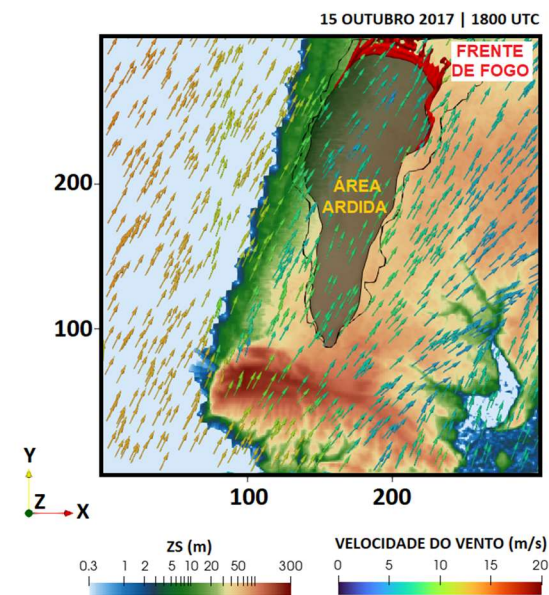 15 OUTUBRO 2017 | 1800 UTC
FRENTE
DE FOGO
ÁREA
ARDIDA
200
100
100
200
Y
Z
X
ZS (m)
0.3 1 2 5 10 20 50 300
VELOCIDADE DO VENTO (m/s)
0 5 10 15 20